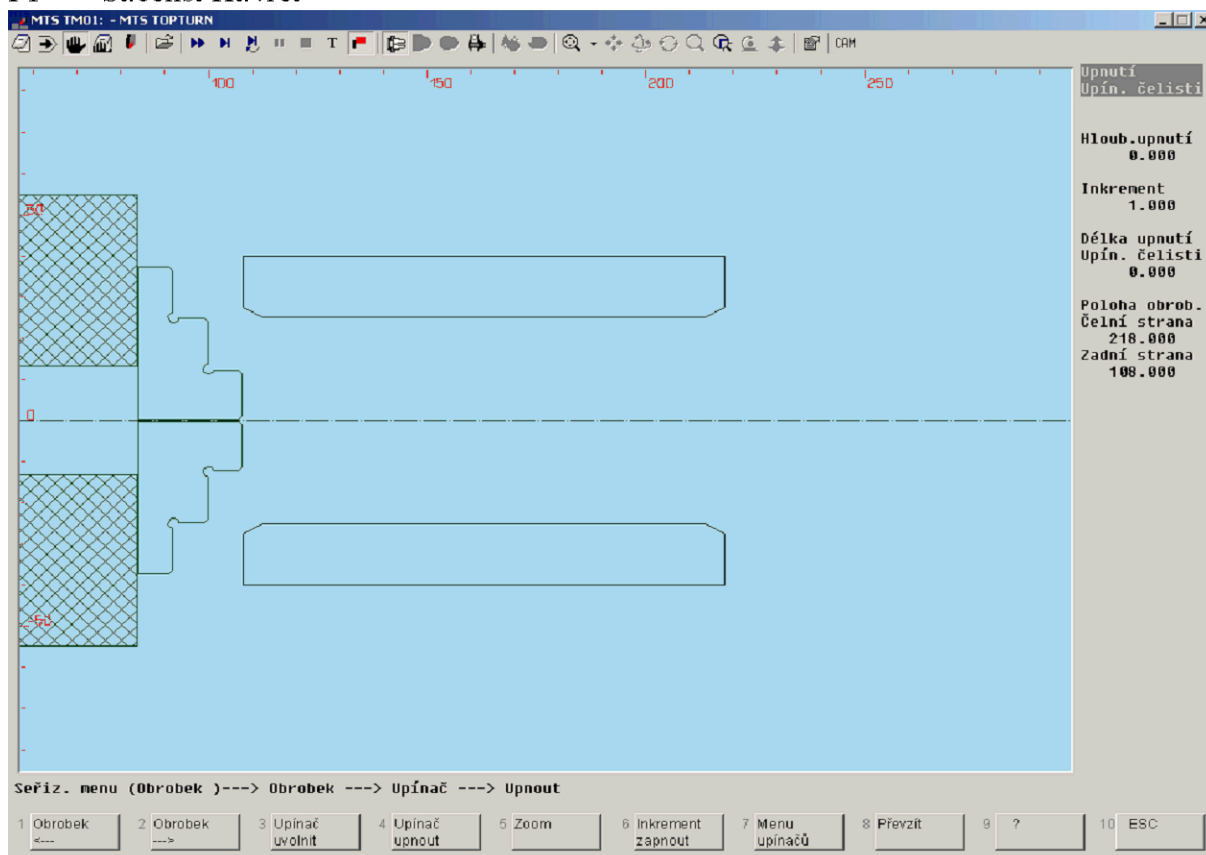 MTS TM01: - MTS TOPTURN
T
CAM
100 150 200 250
Upnutí
Upín. čelisti
Hloub.upnutí
0.000
Inkrement
1.000
Délka upnutí
Upín. čelisti
0.000
Poloha obrob.
Čelní strana
218.000
Zadní strana
108.000
0
Seřiz. menu (Obrobek )---> Obrobek ---> Upínač ---> Upnout
1 Obrobek <---
2 Obrobek --->
3 Upínač uvolnit
4 Upínač upnout
5 Zoom
6 Inkrement zapnout
7 Menu upínačů
8 Převzít
9 ?
10 ESC